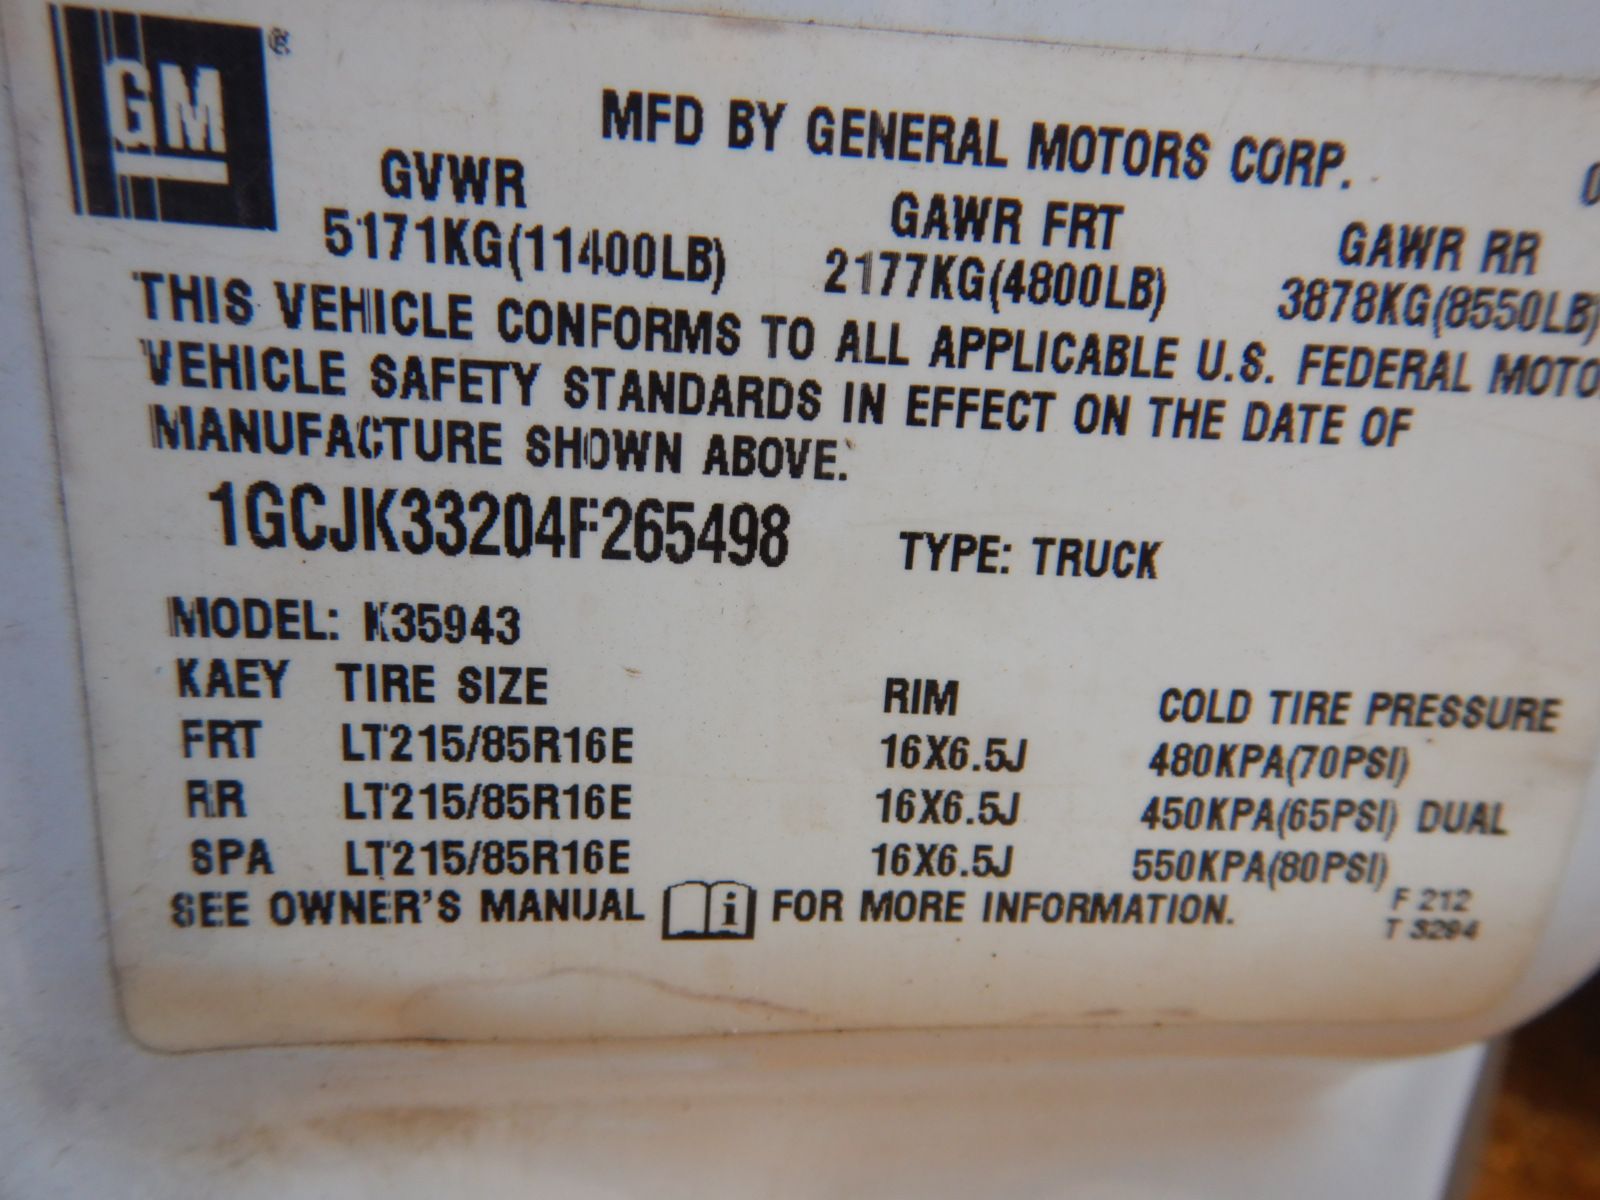 GM
MFD BY GENERAL MOTORS CORP. 0
GVWR GAWR FRT GAWR RR
5171KG(11400LB) 2177KG(4800LB) 3878KG(8550LB)
THIS VEHICLE CONFORMS TO ALL APPLICABLE U.S. FEDERAL MOTO
VEHICLE SAFETY STANDARDS IN EFFECT ON THE DATE OF
MANUFACTURE SHOWN ABOVE.
1GCJK33204F265498 TYPE: TRUCK
MODEL: K35943
KAEY TIRE SIZE RIM COLD TIRE PRESSURE
FRT LT215/85R16E 16X6.5J 480KPA(70PSI)
RR LT215/85R16E 16X6.5J 450KPA(65PSI) DUAL
SPA LT215/85R16E 16X6.5J 550KPA(80PSI)
SEE OWNER'S MANUAL i FOR MORE INFORMATION.
F 212
T 3294